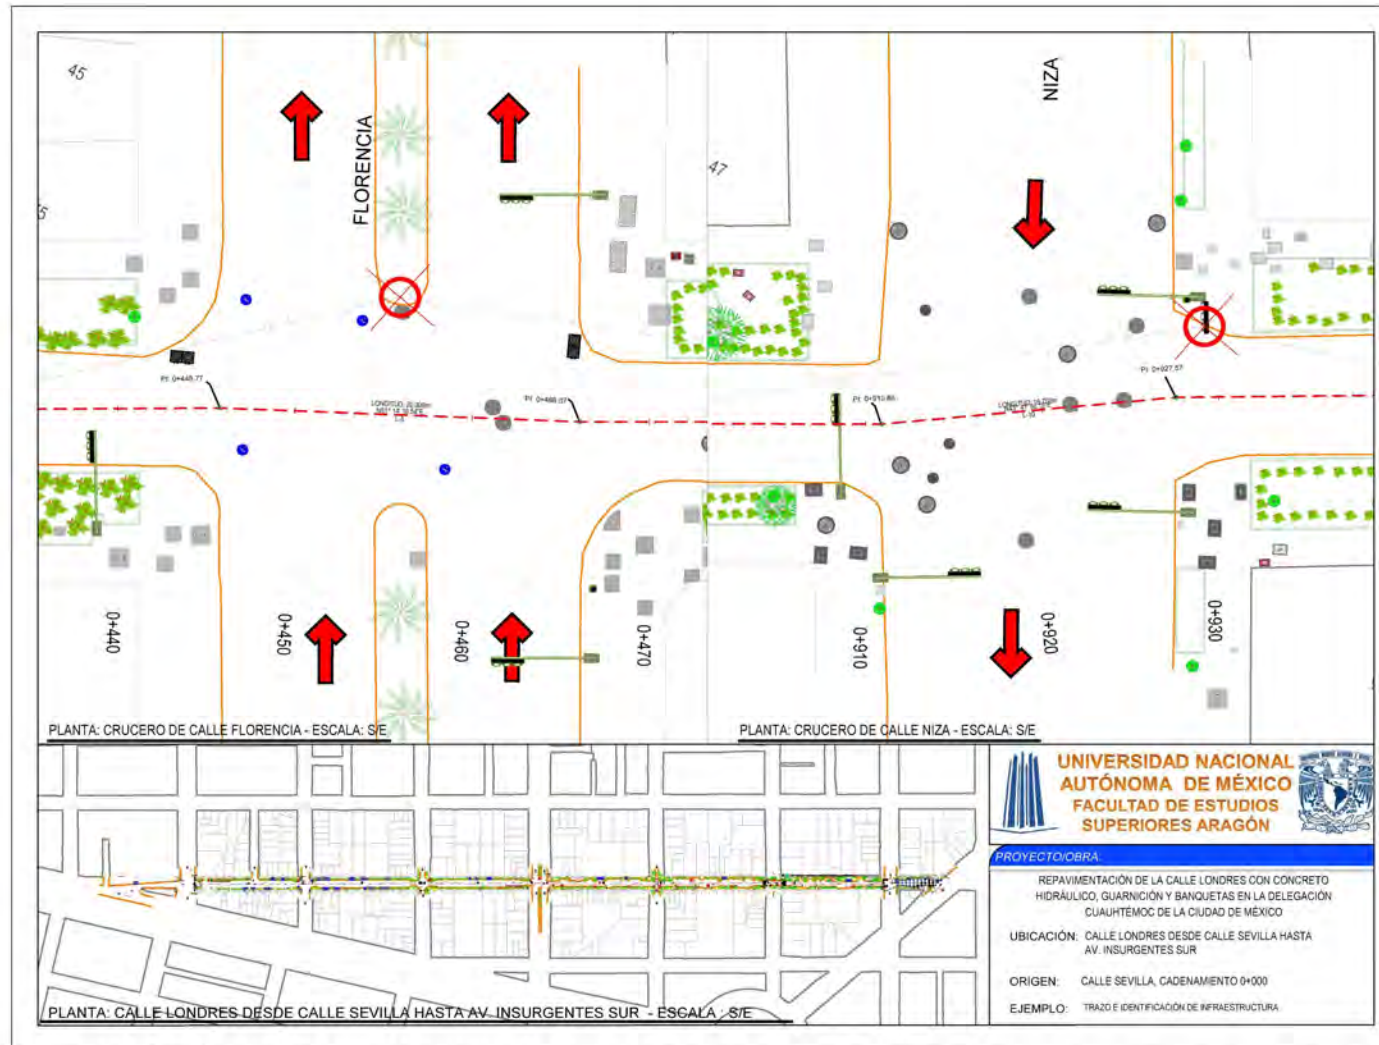 45
FLORENCIA
47
NIZA
0+440
0+450
0+460
0+470
0+910
0+920
0+930
PLANTA: CRUCERO DE CALLE FLORENCIA - ESCALA: S/E
PLANTA: CRUCERO DE CALLE NIZA - ESCALA: S/E
PLANTA: CALLE LONDRES DESDE CALLE SEVILLA HASTA AV. INSURGENTES SUR - ESCALA : S/E
UNIVERSIDAD NACIONAL
AUTÓNOMA DE MÉXICO
FACULTAD DE ESTUDIOS
SUPERIORES ARAGÓN
PROYECTO/OBRA:
REPAVIMENTACIÓN DE LA CALLE LONDRES CON CONCRETO
HIDRÁULICO, GUARNICIÓN Y BANQUETAS EN LA DELEGACIÓN
CUAUHTÉMOC DE LA CIUDAD DE MÉXICO
UBICACIÓN: CALLE LONDRES DESDE CALLE SEVILLA HASTA
AV. INSURGENTES SUR
ORIGEN: CALLE SEVILLA, CADENAMIENTO 0+000
EJEMPLO: TRAZO E IDENTIFICACIÓN DE INFRAESTRUCTURA